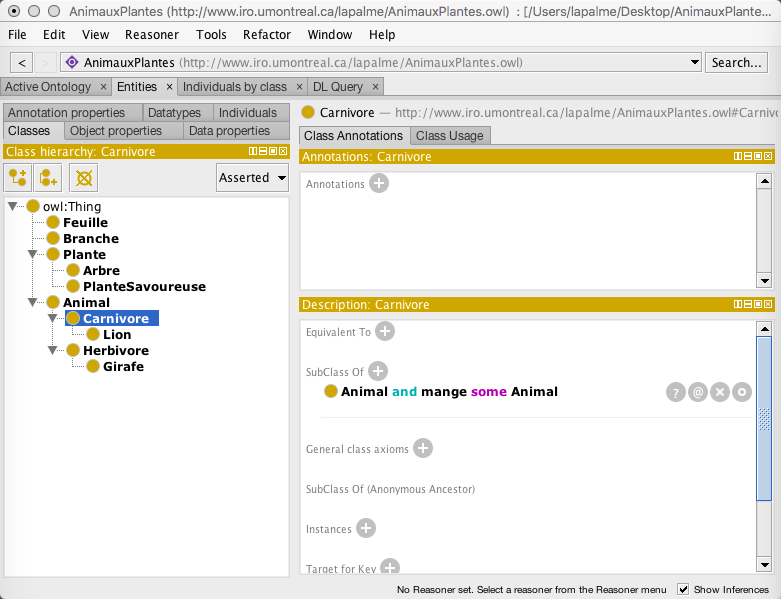 AnimauxPlantes (http://www.iro.umontreal.ca/lapalme/AnimauxPlantes.owl) : [/Users/lapalme/Desktop/AnimauxPlante...
File Edit View Reasoner Tools Refactor Window Help
< > AnimauxPlantes (http://www.iro.umontreal.ca/lapalme/AnimauxPlantes.owl) Search...
Active Ontology × Entities × Individuals by class × DL Query ×
Annotation properties Datatypes Individuals
Classes Object properties Data properties
Class hierarchy: Carnivore
Asserted
owl:Thing
Feuille
Branche
Plante
Arbre
PlanteSavoureuse
Animal
Carnivore
Lion
Herbivore
Girafe
Carnivore — http://www.iro.umontreal.ca/lapalme/AnimauxPlantes.owl#Carniv
Class Annotations Class Usage
Annotations: Carnivore
Annotations +
Description: Carnivore
Equivalent To +
SubClass Of +
Animal and mange some Animal ? @ × o
General class axioms +
SubClass Of (Anonymous Ancestor)
Instances +
Target for Key +
No Reasoner set. Select a reasoner from the Reasoner menu Show Inferences